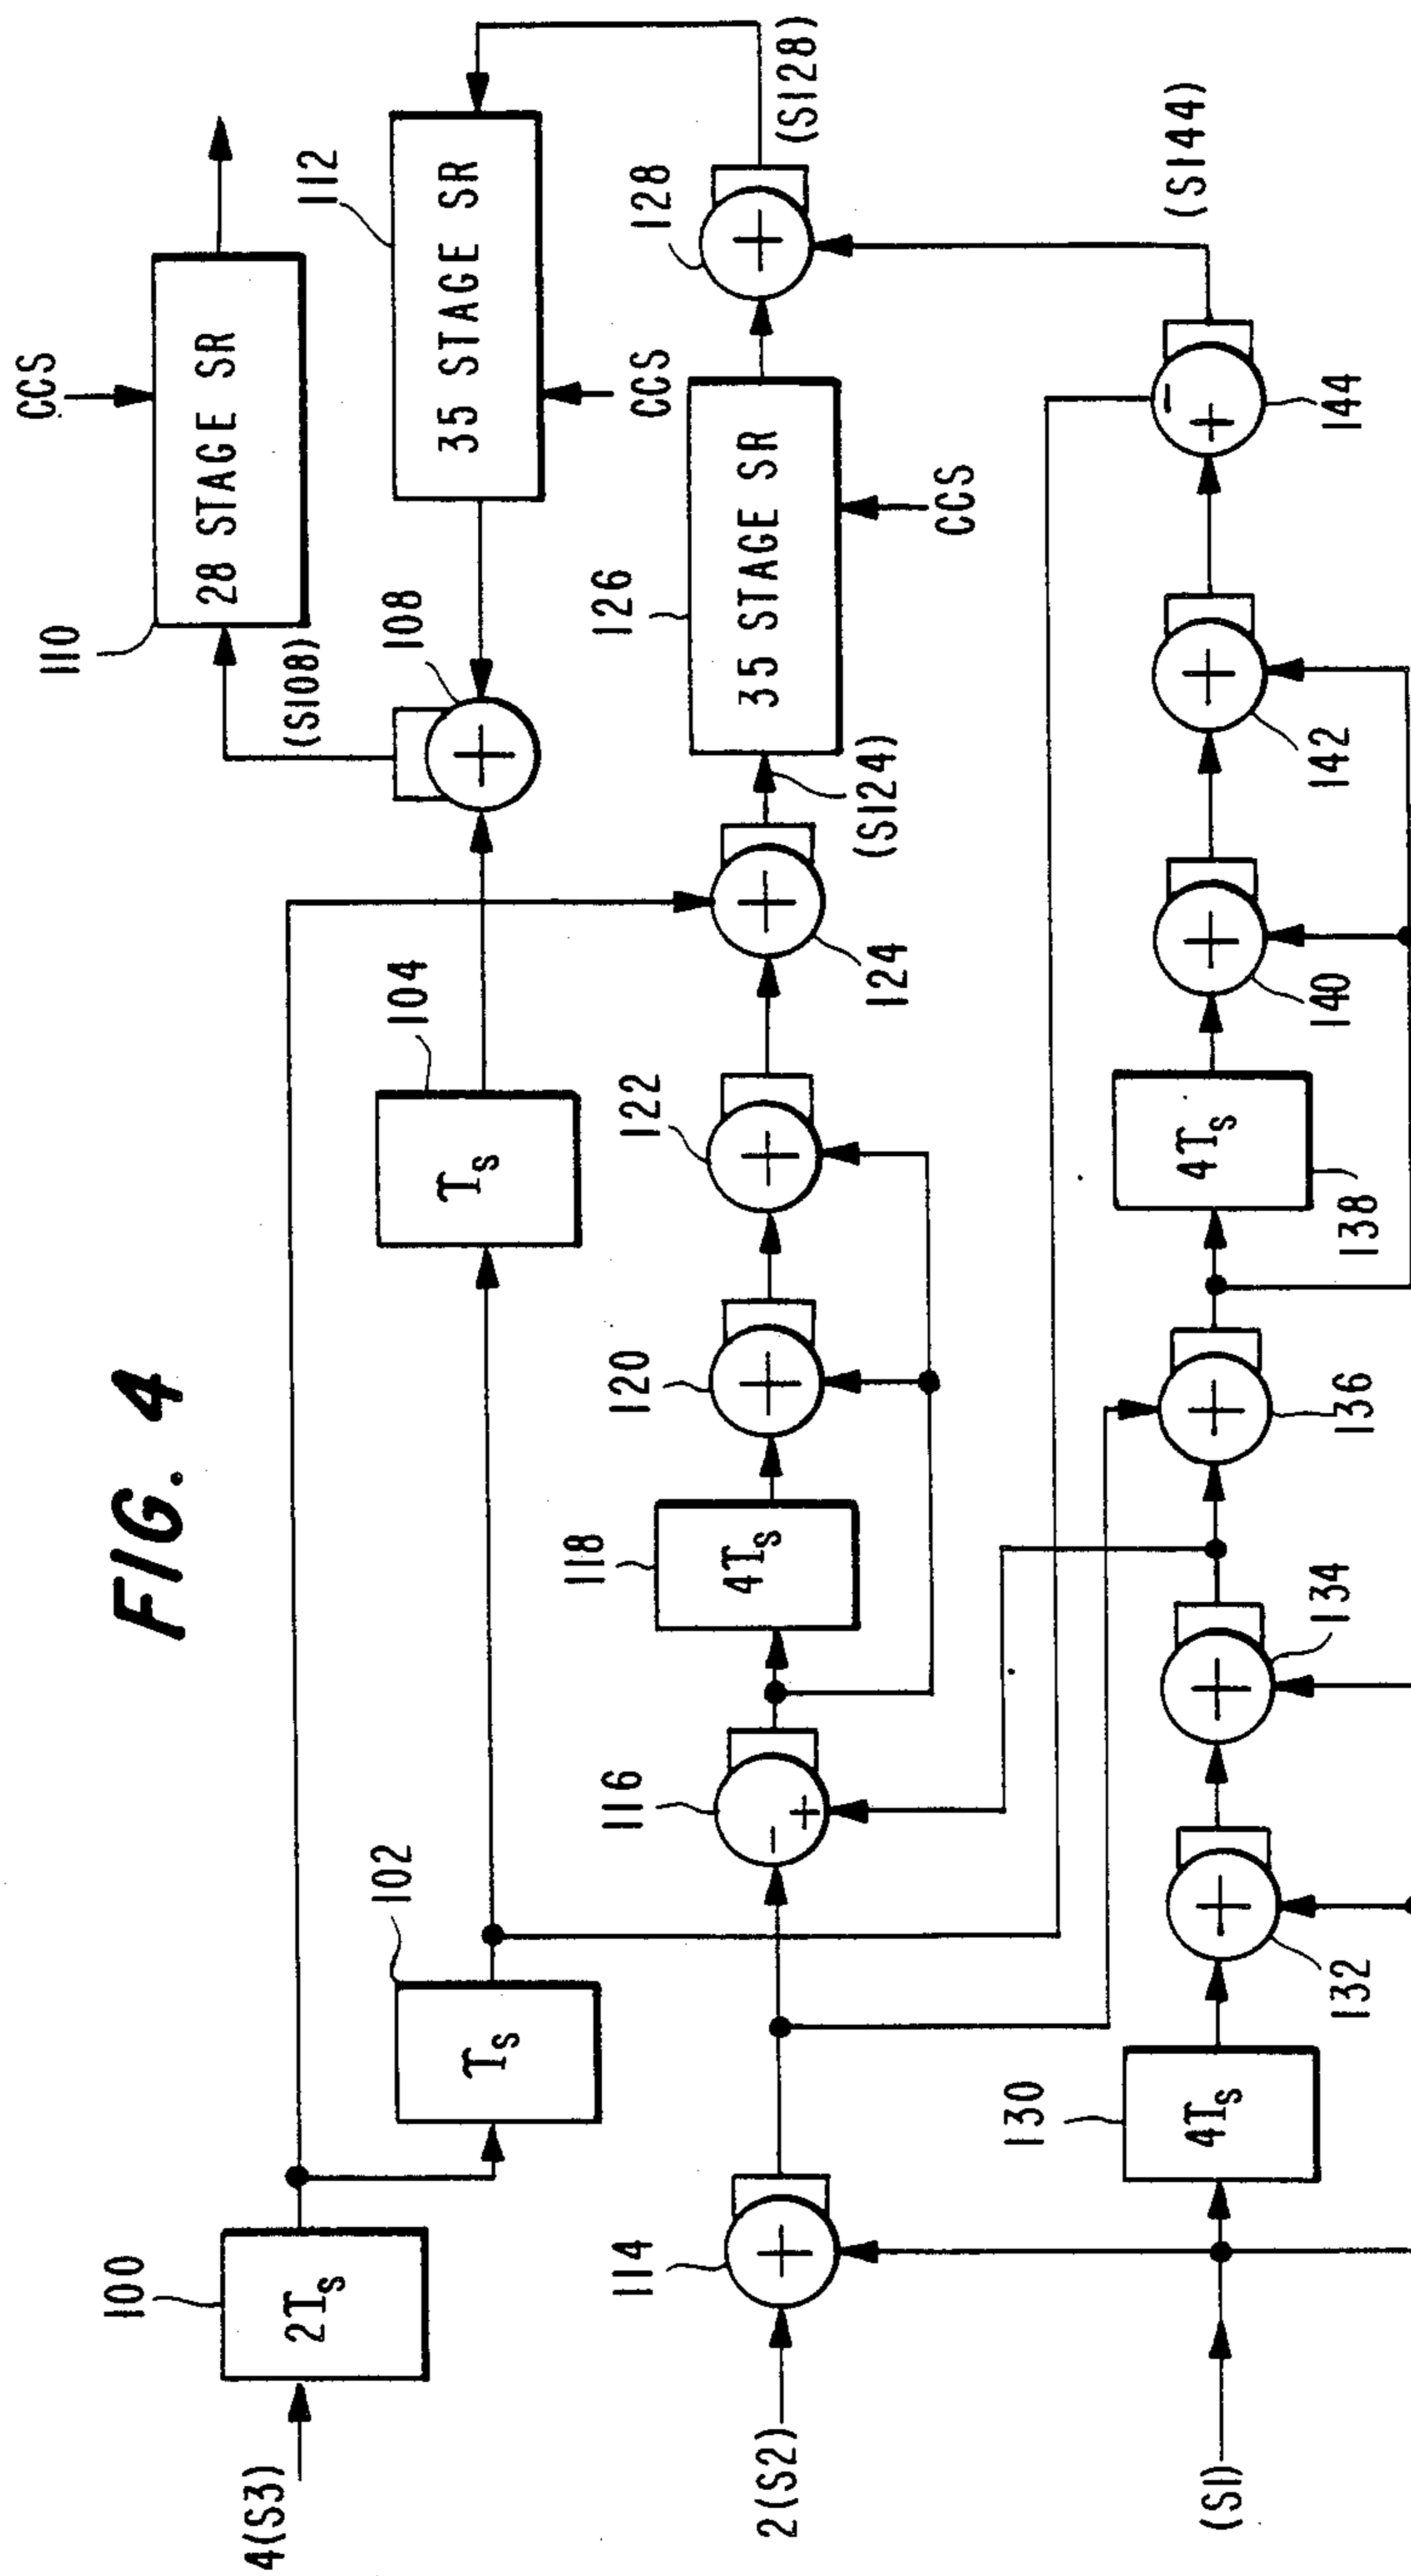 FIG. 4
4(S3)
100
2Ts
102
Ts
104
Ts
108
(S108)
110
28 STAGE SR
CCS
112
35 STAGE SR
CCS
(S128)
2(S2)
114
+
116
-
+
118
4Ts
120
+
122
+
124
+
(S124)
126
35 STAGE SR
CCS
128
+
+
(S1)
130
4Ts
132
+
134
+
136
+
138
4Ts
140
+
142
+
144
-
+
(S144)